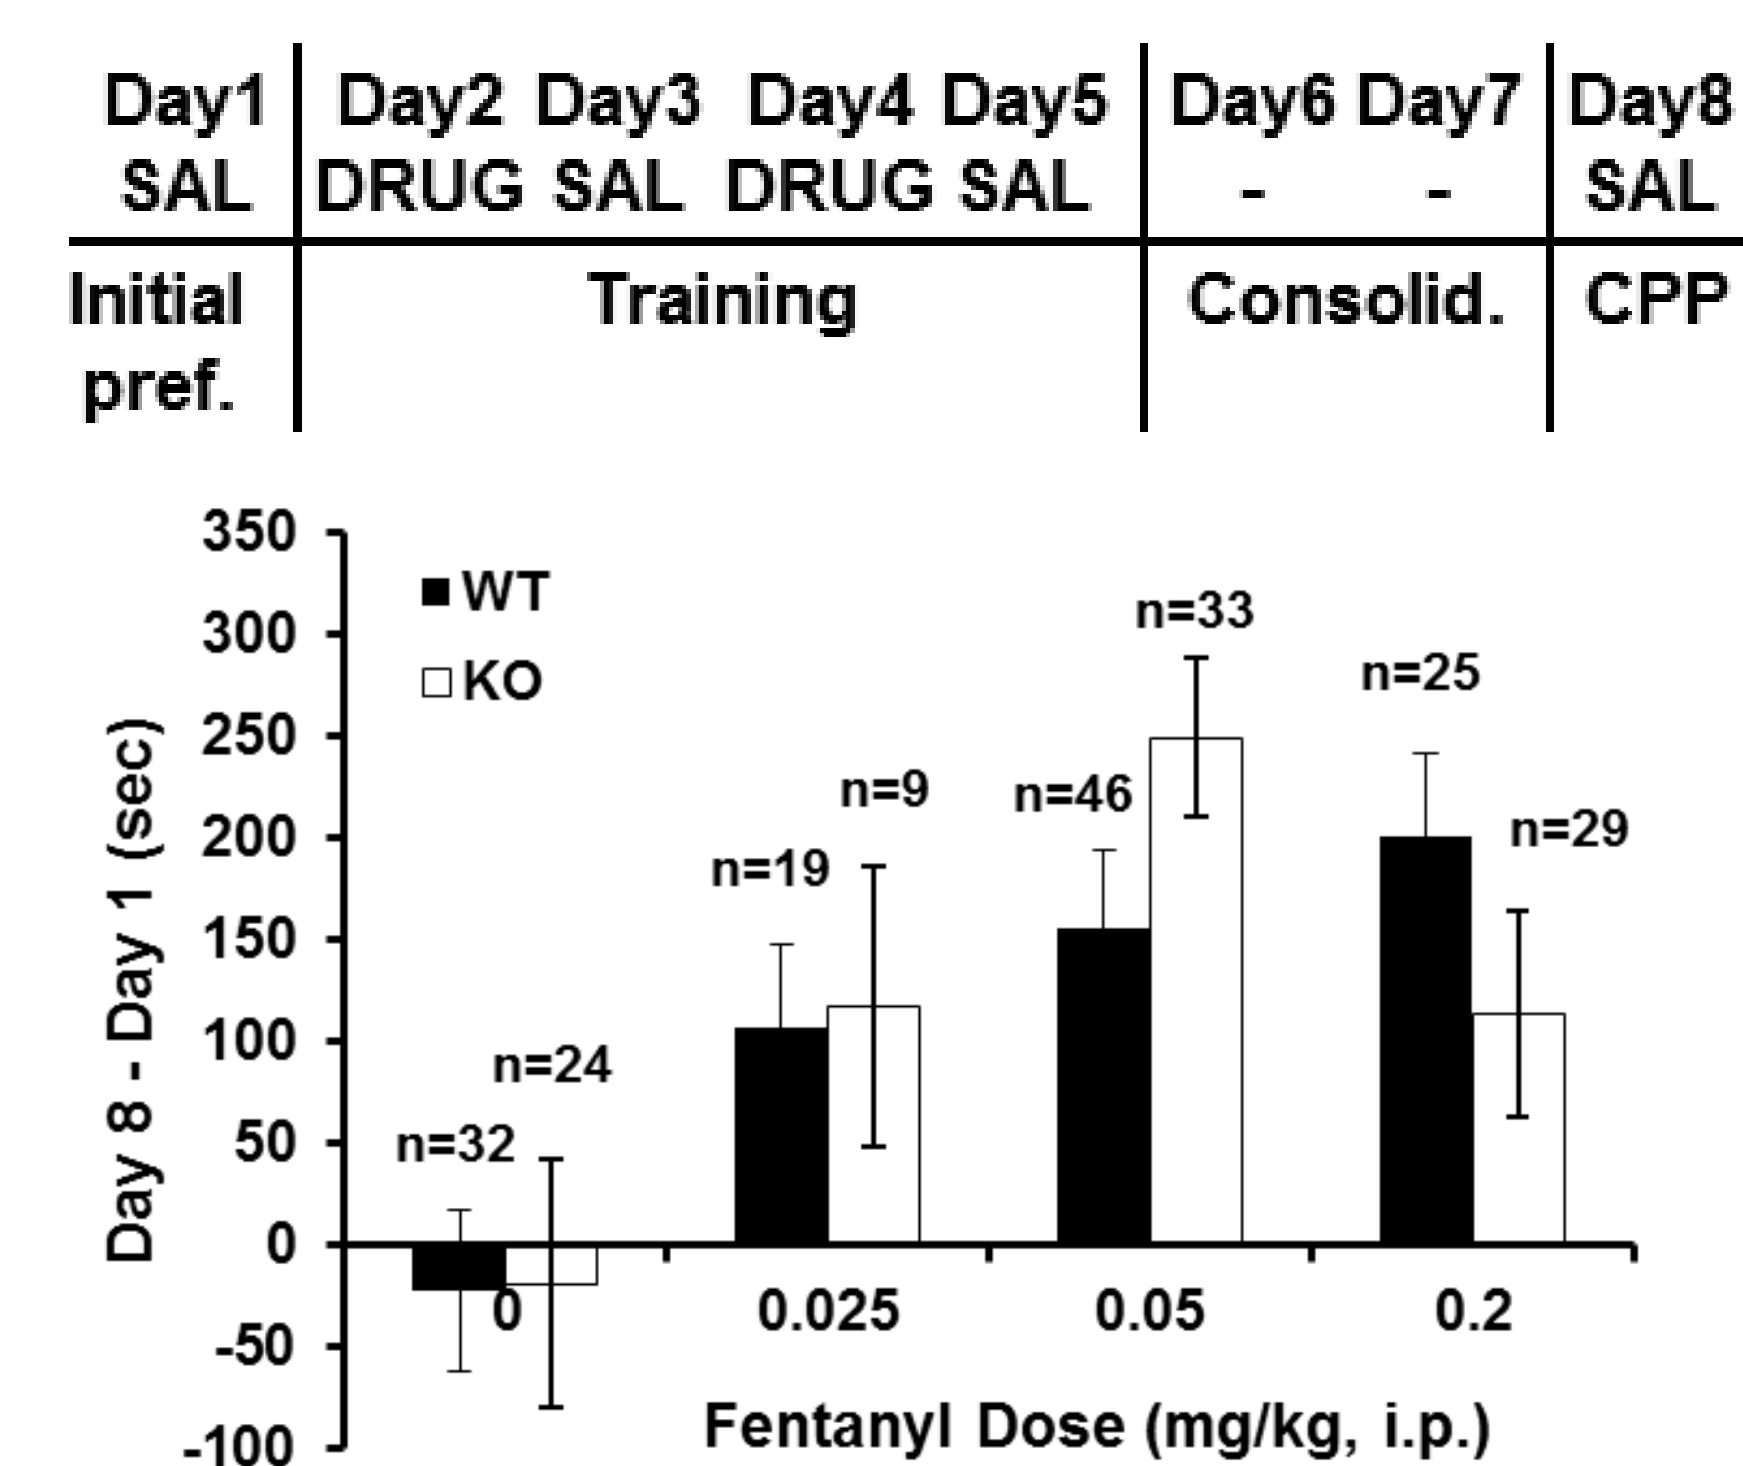 Day1 Day2 Day3 Day4 Day5 Day6 Day7 Day8
SAL DRUG SAL DRUG SAL - - SAL
Initial pref. Training Consolid. CPP
350
300
250
200
150
100
50
0
-50
-100
Day 8 - Day 1 (sec)
WT
KO
n=32
n=24
n=19
n=9
n=46
n=33
n=25
n=29
0 0.025 0.05 0.2
Fentanyl Dose (mg/kg, i.p.)